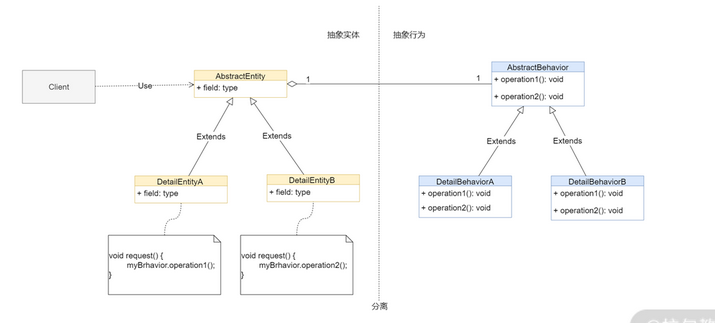 抽象实体
抽象行为
Client
Use
AbstractEntity
+ field: type
1
1
AbstractBehavior
+ operation1(): void
+ operation2(): void
Extends
Extends
Extends
Extends
DetailEntityA
+ field: type
DetailEntityB
+ field: type
DetailBehaviorA
+ operation1(): void
+ operation2(): void
DetailBehaviorB
+ operation1(): void
+ operation2(): void
void request() {
myBrhavior.operation1();
}
void request() {
myBrhavior.operation2();
}
分离